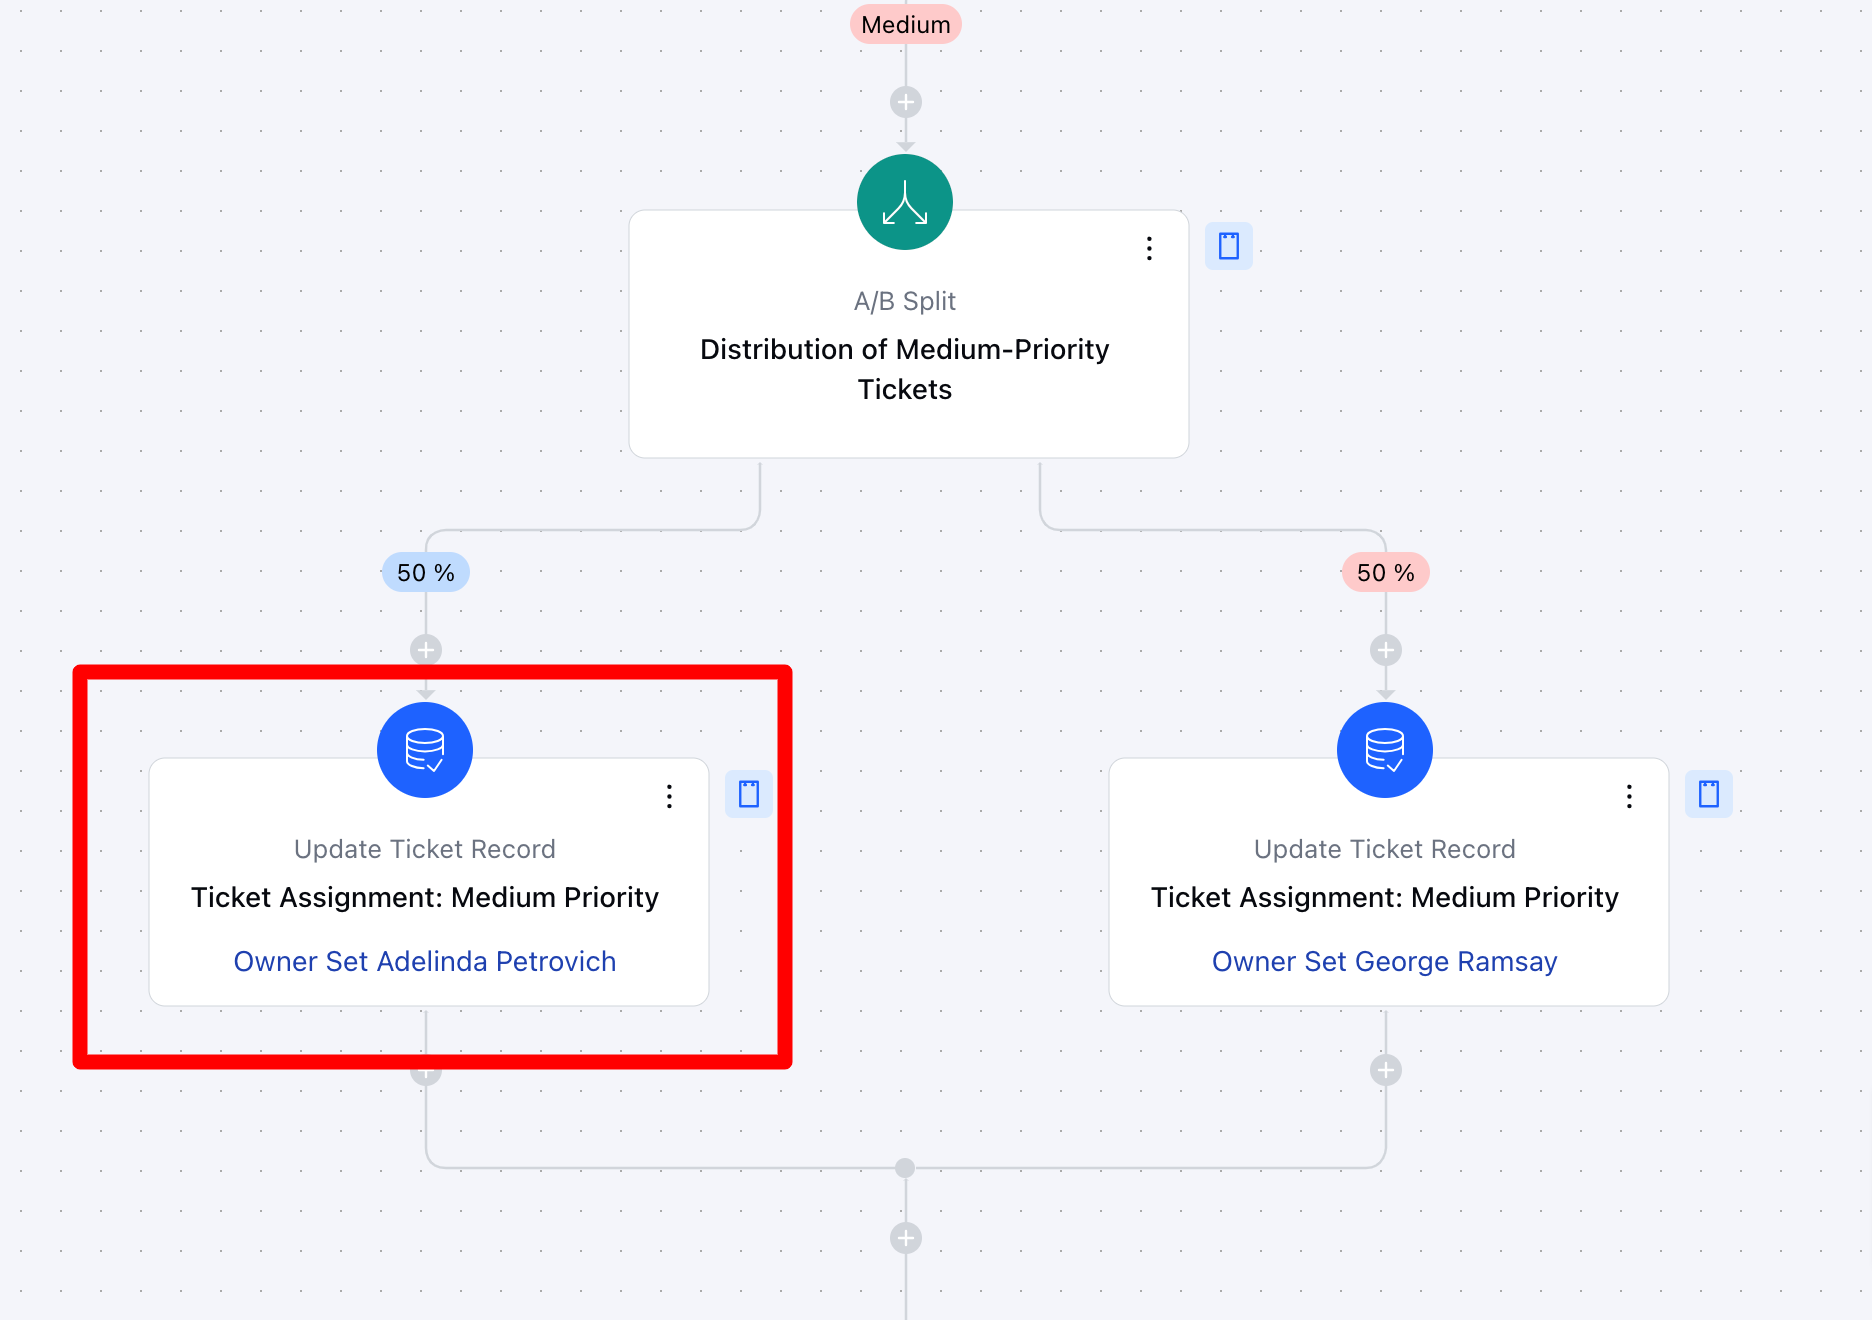 Medium
A/B Split
Distribution of Medium-Priority
Tickets
50 %
50 %
Update Ticket Record
Ticket Assignment: Medium Priority
Owner Set Adelinda Petrovich
Update Ticket Record
Ticket Assignment: Medium Priority
Owner Set George Ramsay